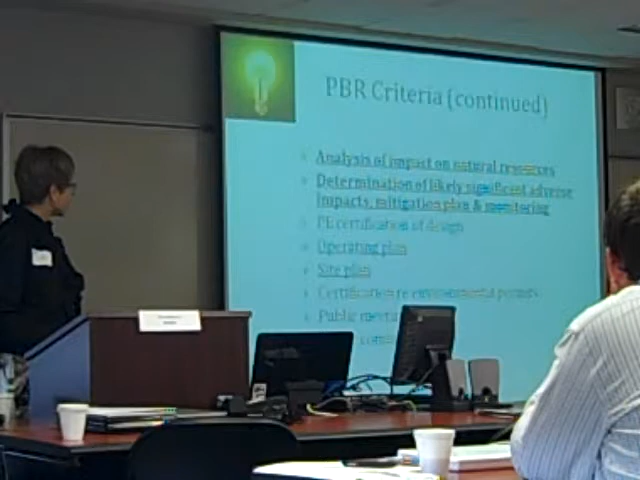 PBR Criteria (continued)
Analysis of impact on natural resources
Determination of likely significant adverse
impacts, mitigation plan & monitoring
PE certification of design
Operating plan
Site plan
Certification re environmental permits
Public